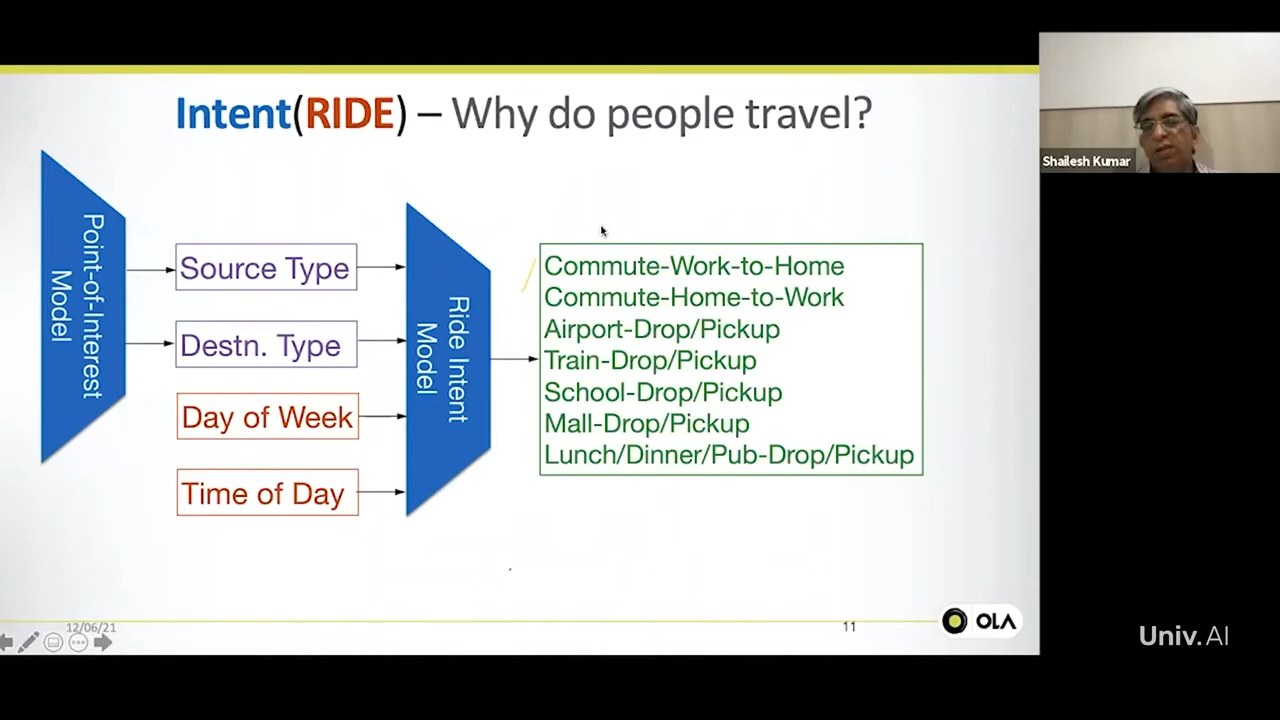 Intent(RIDE) – Why do people travel?
Shailesh Kumar
Point-of-Interest
Model
Source Type
Destn. Type
Day of Week
Time of Day
Ride Intent
Model
Commute-Work-to-Home
Commute-Home-to-Work
Airport-Drop/Pickup
Train-Drop/Pickup
School-Drop/Pickup
Mall-Drop/Pickup
Lunch/Dinner/Pub-Drop/Pickup
12/06/21
11
OLA
Univ.AI